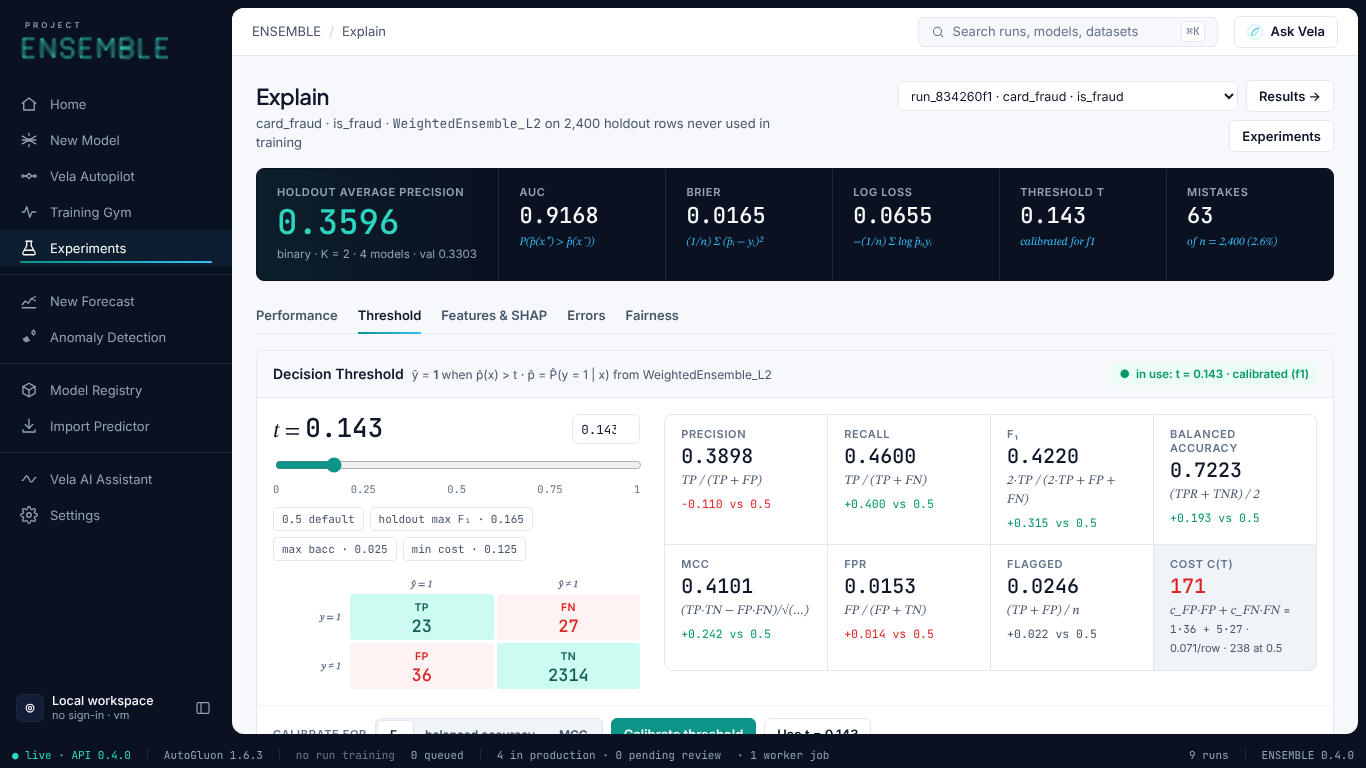 PROJECT
ENSEMBLE
Home
New Model
Vela Autopilot
Training Gym
Experiments
New Forecast
Anomaly Detection
Model Registry
Import Predictor
Vela AI Assistant
Settings
Local workspace
no sign-in · vm
ENSEMBLE / Explain
Search runs, models, datasets ⌘K
Ask Vela
Explain
card_fraud · is_fraud · WeightedEnsemble_L2 on 2,400 holdout rows never used in
training
run_834260f1 · card_fraud · is_fraud
Results →
Experiments
HOLDOUT AVERAGE PRECISION
0.3596
binary · K = 2 · 4 models · val 0.3303
AUC
0.9168
P(p̂(x⁺) > p̂(x⁻))
BRIER
0.0165
(1/n) Σ (p̂ᵢ − yᵢ)²
LOG LOSS
0.0655
−(1/n) Σ log p̂ᵢ,yᵢ
THRESHOLD T
0.143
calibrated for f1
MISTAKES
63
of n = 2,400 (2.6%)
Performance Threshold Features & SHAP Errors Fairness
Decision Threshold ŷ = 1 when p̂(x) > t · p̂ = P̂(y = 1 | x) from WeightedEnsemble_L2
in use: t = 0.143 · calibrated (f1)
t = 0.143
0.143
0 0.25 0.5 0.75 1
0.5 default holdout max F₁ · 0.165
max bacc · 0.025 min cost · 0.125
ŷ = 1 ŷ ≠ 1
y = 1
TP
23
FN
27
y ≠ 1
FP
36
TN
2314
PRECISION
0.3898
TP / (TP + FP)
-0.110 vs 0.5
RECALL
0.4600
TP / (TP + FN)
+0.400 vs 0.5
F₁
0.4220
2·TP / (2·TP + FP +
FN)
+0.315 vs 0.5
BALANCED
ACCURACY
0.7223
(TPR + TNR) / 2
+0.193 vs 0.5
MCC
0.4101
(TP·TN − FP·FN)/√(…)
+0.242 vs 0.5
FPR
0.0153
FP / (FP + TN)
+0.014 vs 0.5
FLAGGED
0.0246
(TP + FP) / n
+0.022 vs 0.5
COST C(T)
171
c_FP·FP + c_FN·FN =
1·36 + 5·27 ·
0.071/row · 238 at 0.5
CALIBRATE FOR balanced accuracy MCC Calibrate threshold Use t = 0.143
live · API 0.4.0 AutoGluon 1.6.3 no run training 0 queued 4 in production · 0 pending review · 1 worker job 9 runs ENSEMBLE 0.4.0